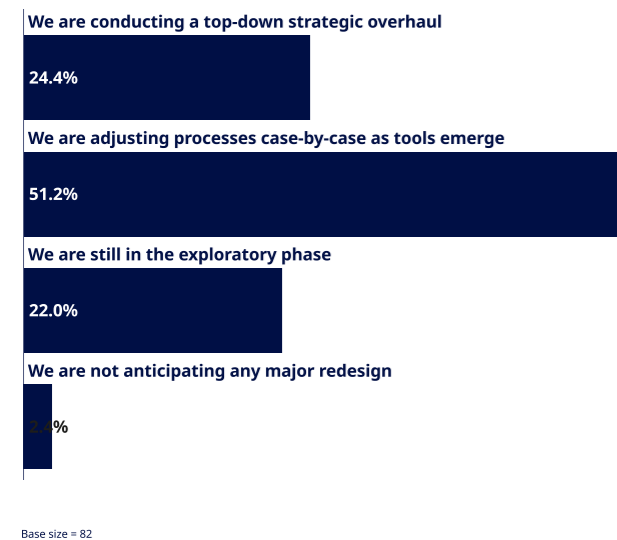 We are conducting a top-down strategic overhaul
24.4%
We are adjusting processes case-by-case as tools emerge
51.2%
We are still in the exploratory phase
22.0%
We are not anticipating any major redesign
2.4%
Base size = 82